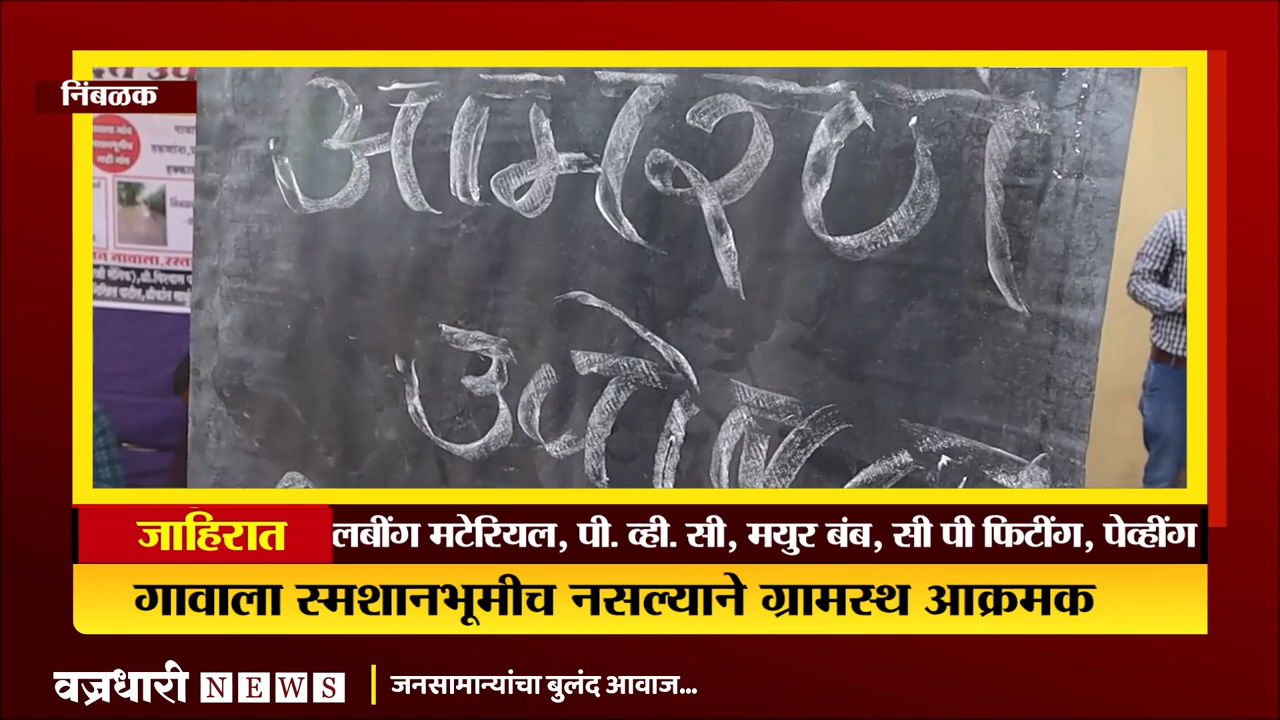 निंबळक
आमरण
उपोषण
नावाला, रस्ता
जाहिरात
लबींग मटेरियल, पी. व्ही. सी, मयुर बंब, सी पी फिटींग, पेव्हींग
गावाला स्मशानभूमीच नसल्याने ग्रामस्थ आक्रमक
वज्रधारी NEWS
जनसामान्यांचा बुलंद आवाज...